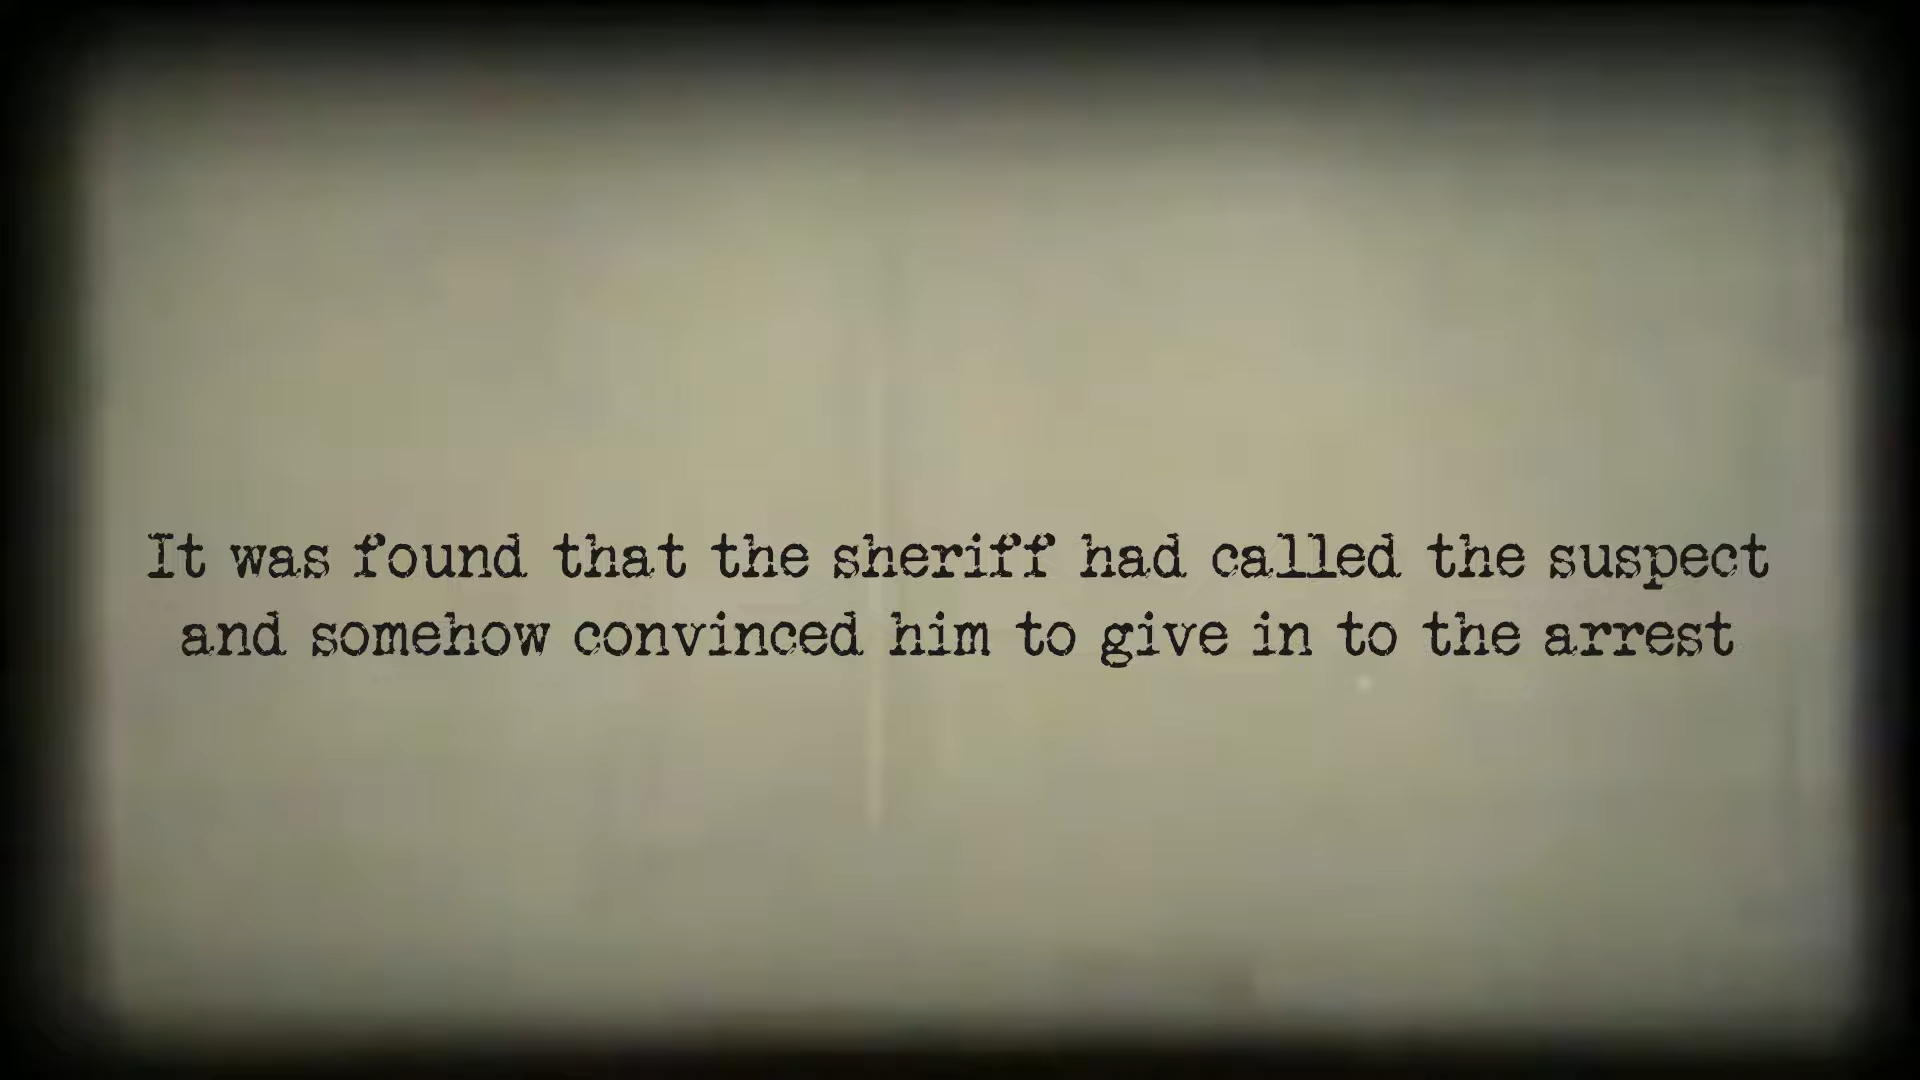 It was found that the sheriff had called the suspect
and somehow convinced him to give in to the arrest